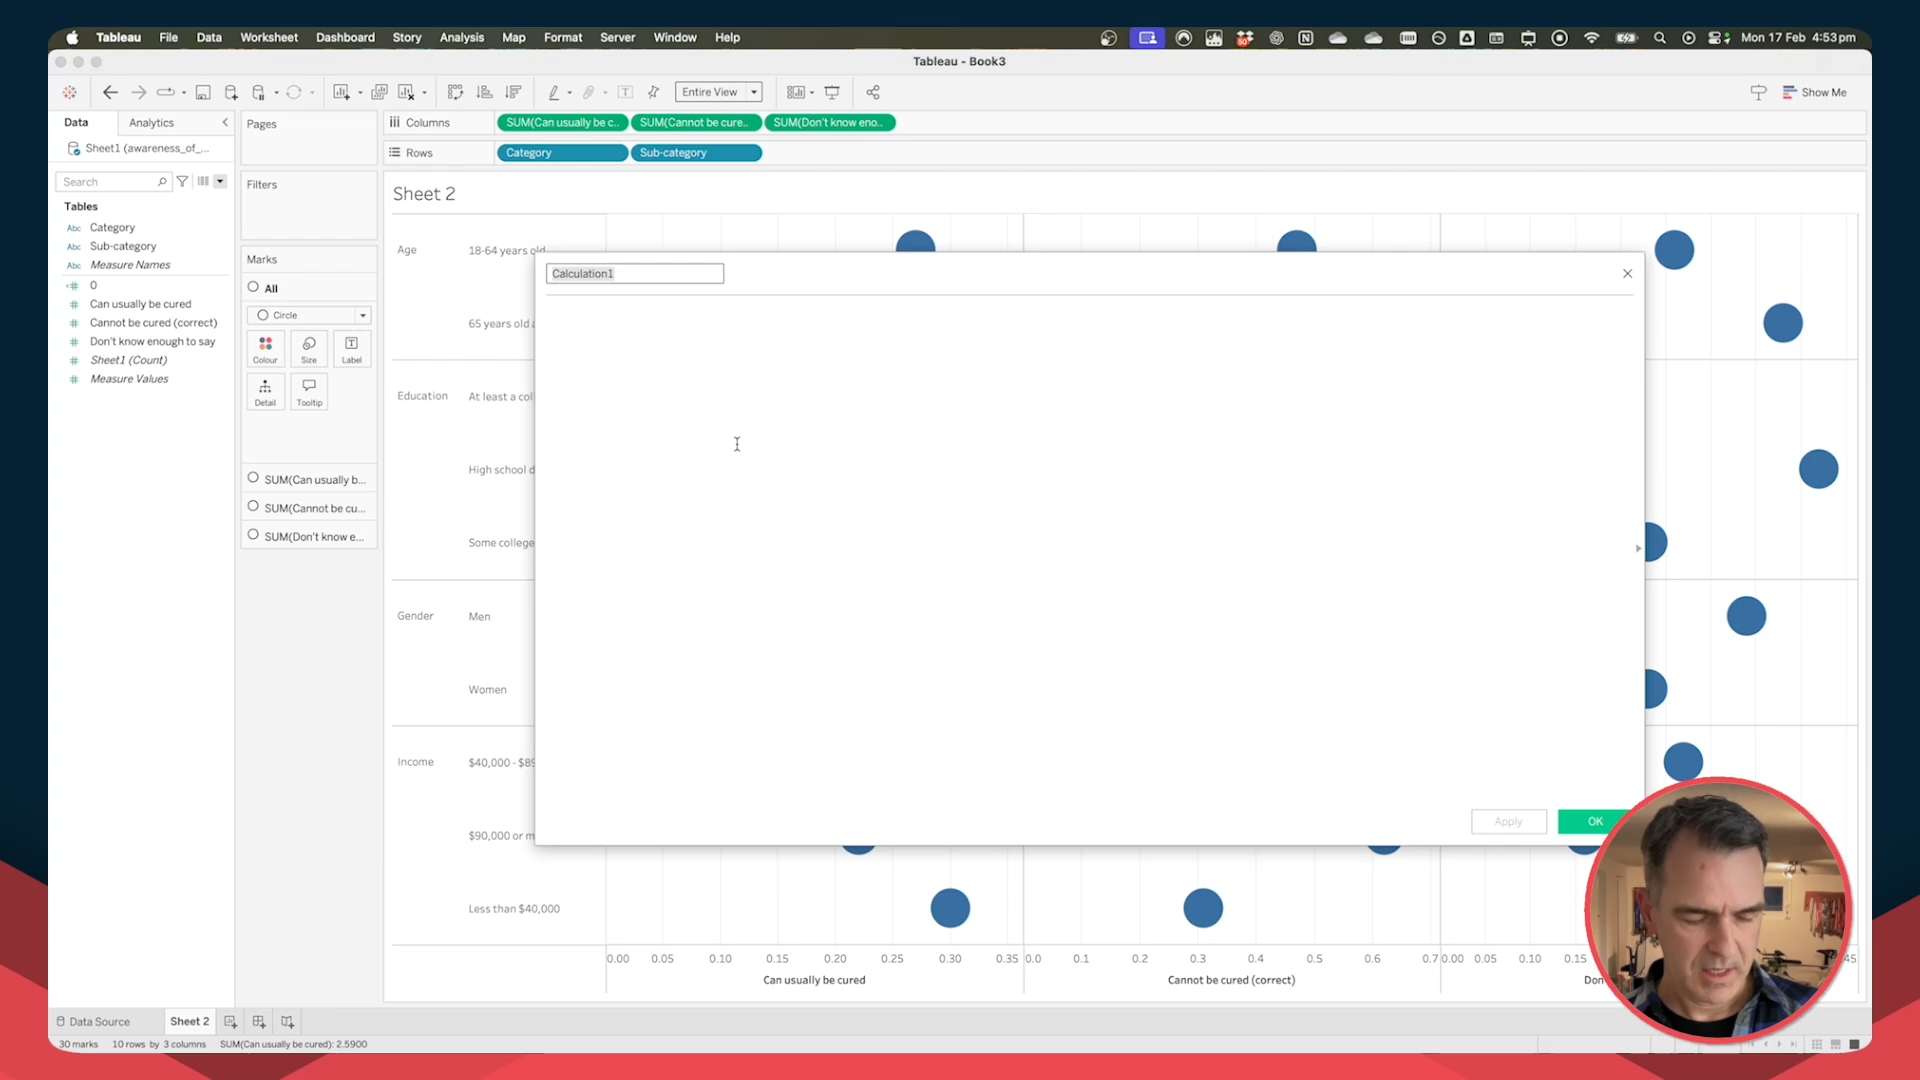 Tableau File Data Worksheet Dashboard Story Analysis Map Format Server Window Help Mon 17 Feb 4:53pm
Tableau - Book3
Entire View Show Me
Data Analytics
Sheet1 (awareness_of_...
Search
Tables
Abc Category
Abc Sub-category
Abc Measure Names
0
Can usually be cured
Cannot be cured (correct)
Don't know enough to say
Sheet1 (Count)
Measure Values
Pages
Filters
Marks
All
Circle
Colour Size Label
Detail Tooltip
SUM(Can usually b...
SUM(Cannot be cu...
SUM(Don't know e...
Columns SUM(Can usually be c.. SUM(Cannot be cure.. SUM(Don't know eno..
Rows Category Sub-category
Sheet 2
Age 18-64 years old
65 years old a
Education At least a col
High school d
Some college
Gender Men
Women
Income $40,000 - $89
$90,000 or m
Less than $40,000
Calculation1
Apply OK
0.00 0.05 0.10 0.15 0.20 0.25 0.30 0.35 0.0 0.1 0.2 0.3 0.4 0.5 0.6 0.7 0.00 0.05 0.10 0.15 45
Can usually be cured Cannot be cured (correct) Don
Data Source Sheet 2
30 marks 10 rows by 3 columns SUM(Can usually be cured): 2.5900